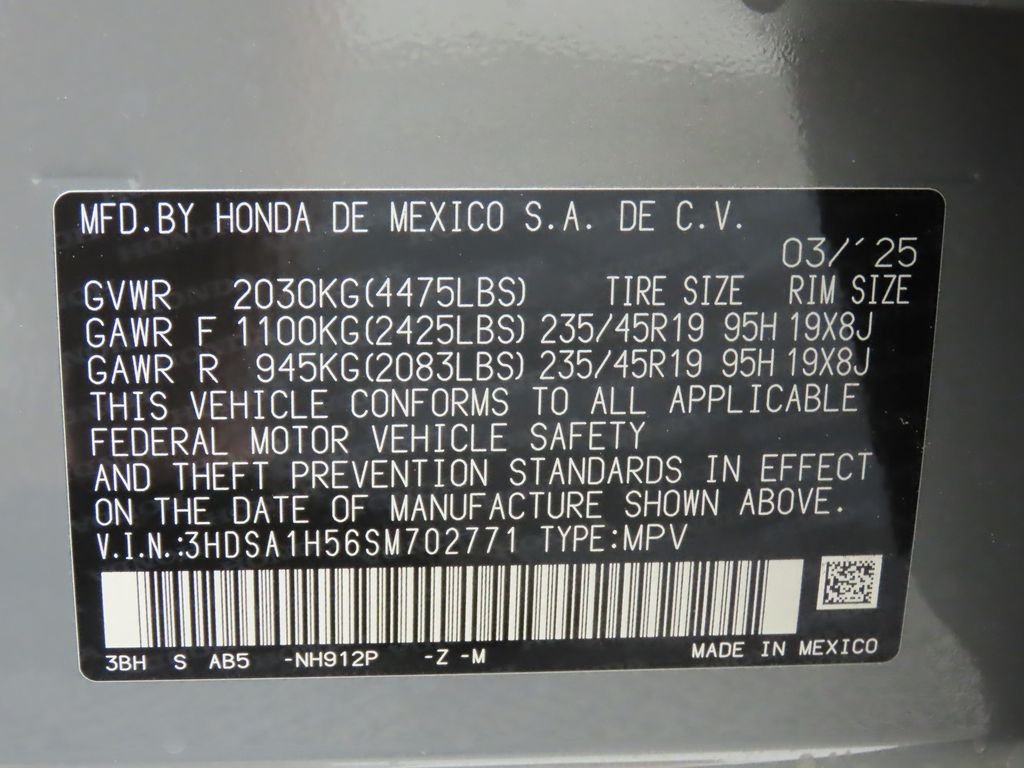 MFD.BY HONDA DE MEXICO S.A. DE C.V.
03/´25
GVWR 2030KG(4475LBS) TIRE SIZE RIM SIZE
GAWR F 1100KG(2425LBS) 235/45R19 95H 19X8J
GAWR R 945KG(2083LBS) 235/45R19 95H 19X8J
THIS VEHICLE CONFORMS TO ALL APPLICABLE
FEDERAL MOTOR VEHICLE SAFETY
AND THEFT PREVENTION STANDARDS IN EFFECT
ON THE DATE OF MANUFACTURE SHOWN ABOVE.
V.I.N.:3HDSA1H56SM702771 TYPE:MPV
3BH S AB5 -NH912P -Z -M MADE IN MEXICO